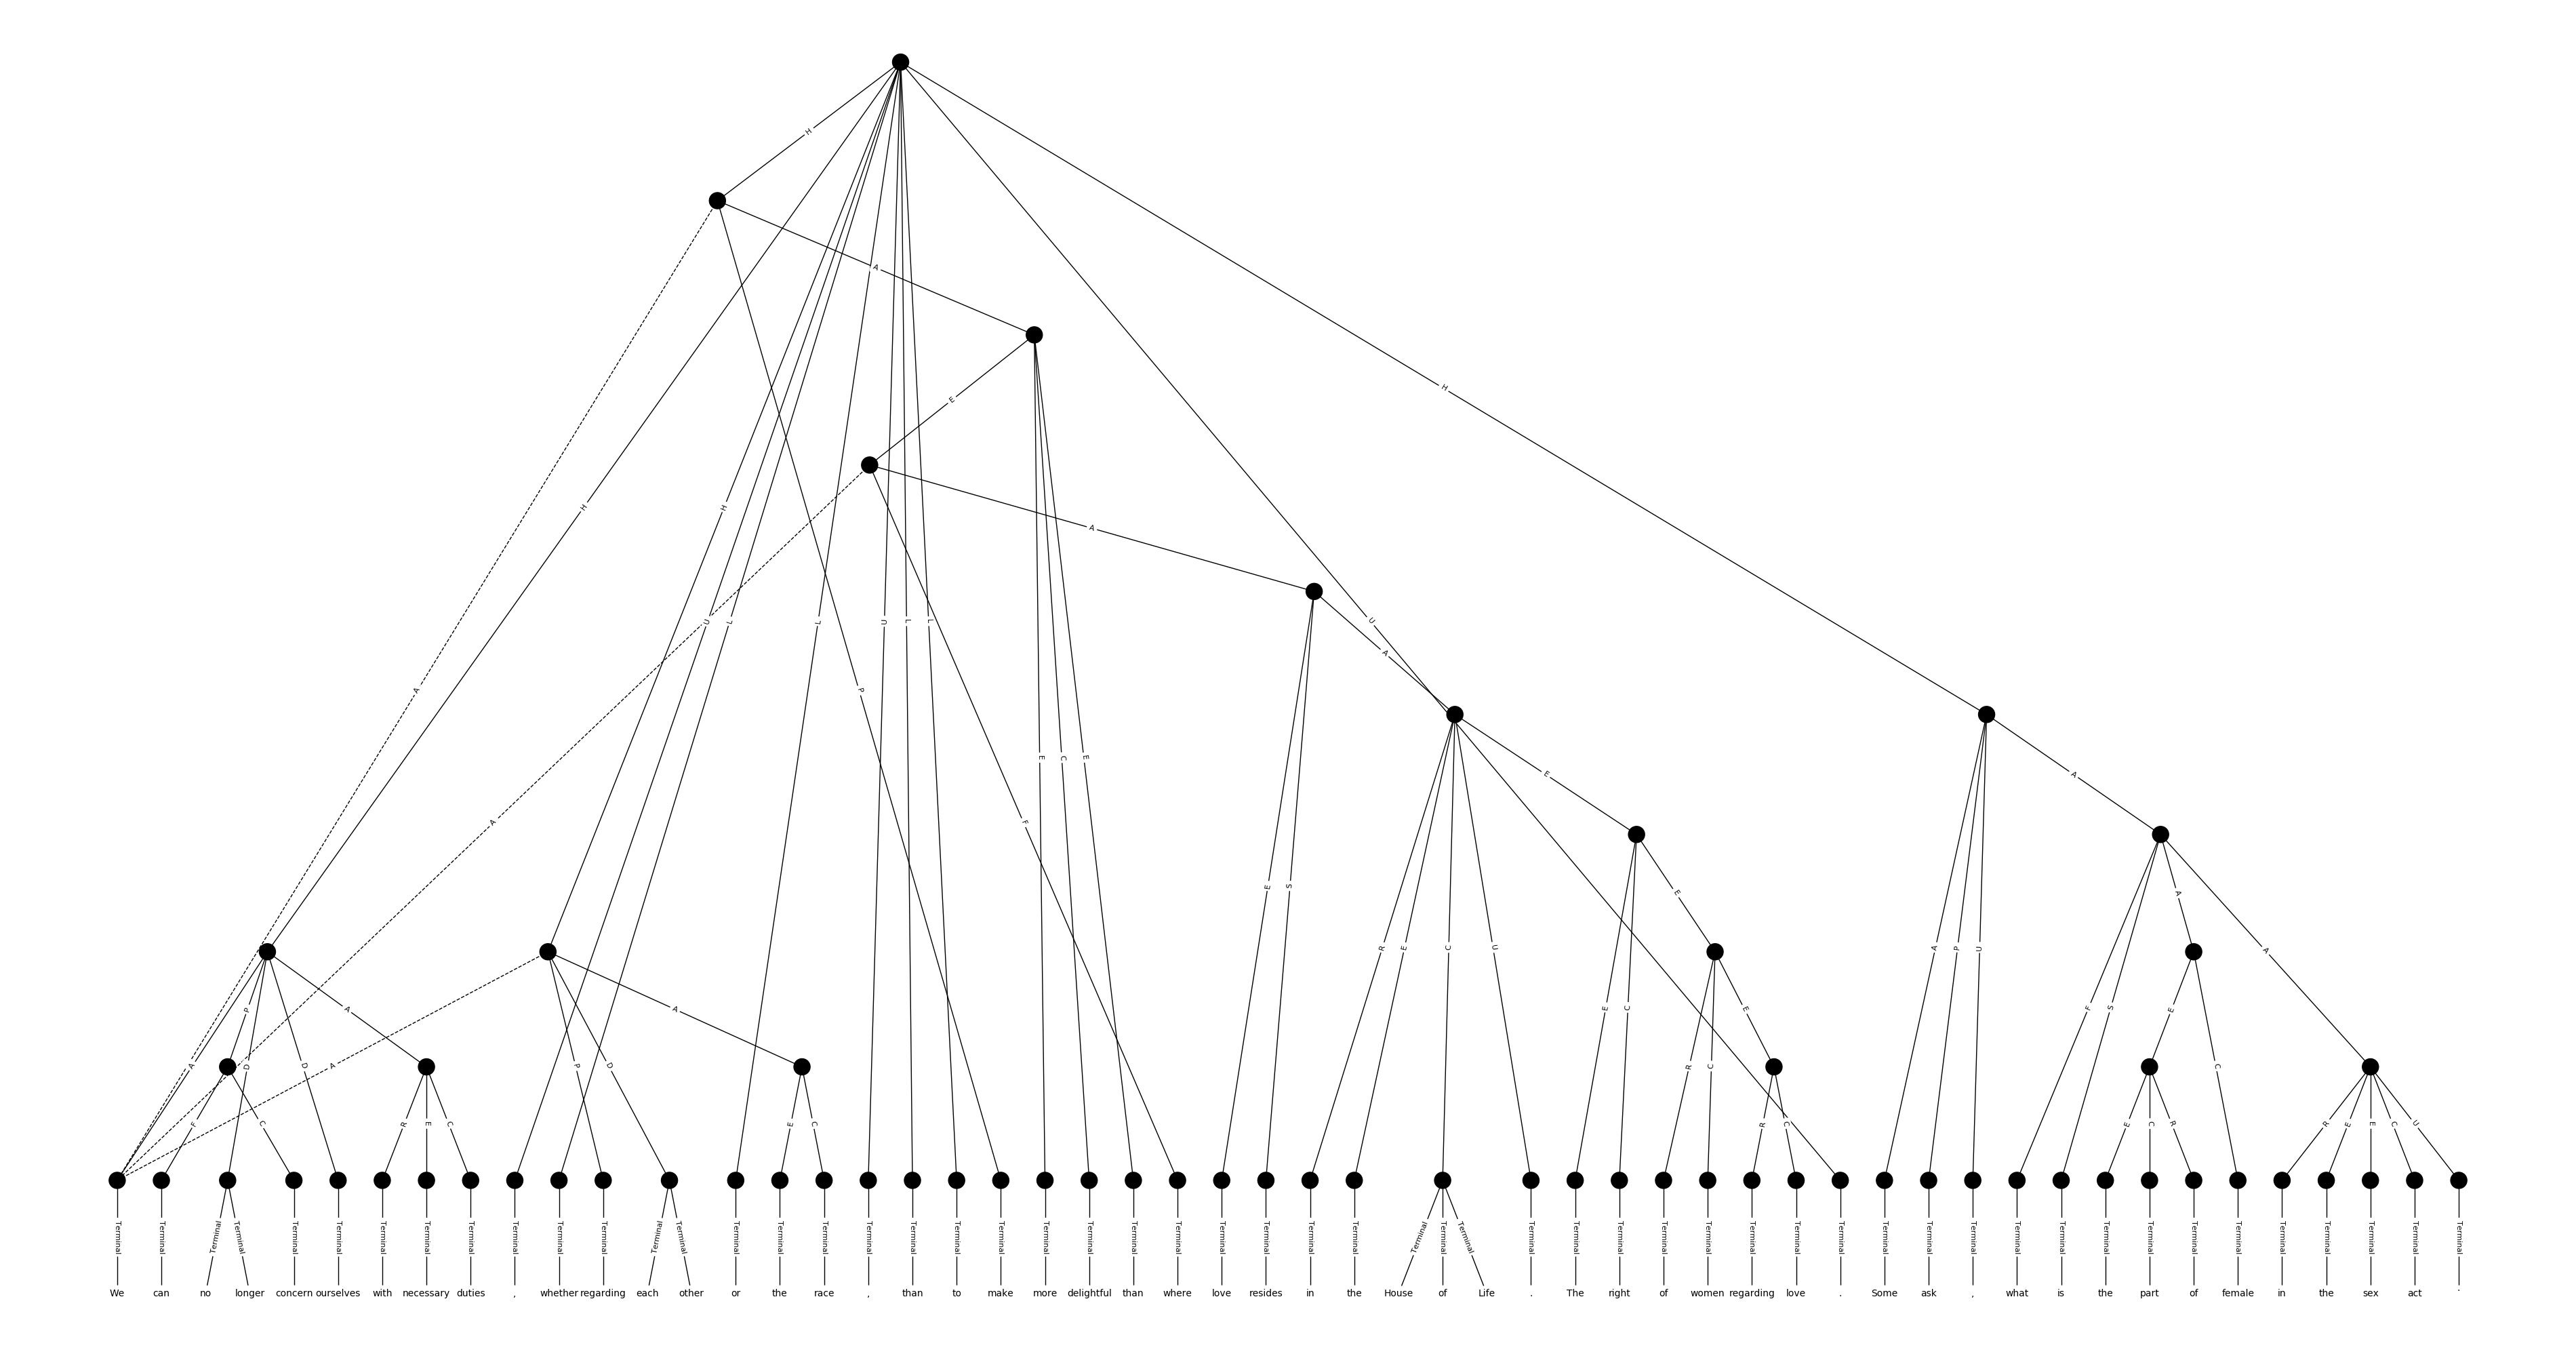 H
A
H
H
A
E
U
L
L
U
L
L
P
A
F
U
A
H
E
C
E
E
S
A
R
E
C
U
E
E
C
E
R
C
E
R
C
A
P
U
A
F
S
A
A
E
C
E
C
R
R
E
E
C
U
A
P
D
D
A
F
C
R
E
C
A
P
D
A
E
C
A
Terminal Terminal Terminal Terminal Terminal Terminal Terminal Terminal Terminal Terminal Terminal Terminal Terminal Terminal Terminal Terminal Terminal Terminal Terminal Terminal Terminal Terminal Terminal Terminal Terminal Terminal Terminal Terminal Terminal Terminal Terminal Terminal Terminal Terminal Terminal Terminal Terminal Terminal Terminal Terminal Terminal Terminal Terminal Terminal Terminal Terminal Terminal Terminal Terminal Terminal Terminal Terminal Terminal Terminal
We can no longer concern ourselves with necessary duties , whether regarding each other or the race , than to make more delightful than where love resides in the House of Life . The right of women regarding love . Some ask , what is the part of female in the sex act .